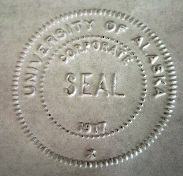 UNIVERSITY OF ALASKA
CORPORATE
SEAL
1917